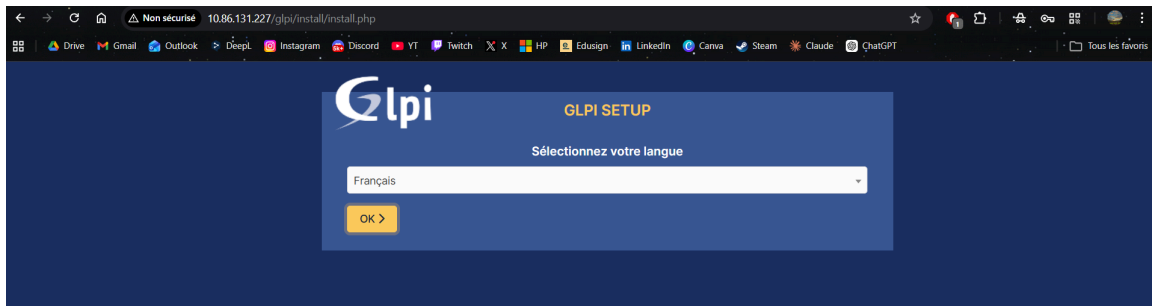 Non sécurisé 10.86.131.227/glpi/install/install.php
1
Drive Gmail Outlook DeepL Instagram Discord YT Twitch X HP Edusign LinkedIn Canva Steam Claude ChatGPT Tous les favoris
Glpi
GLPI SETUP
Sélectionnez votre langue
Français
OK